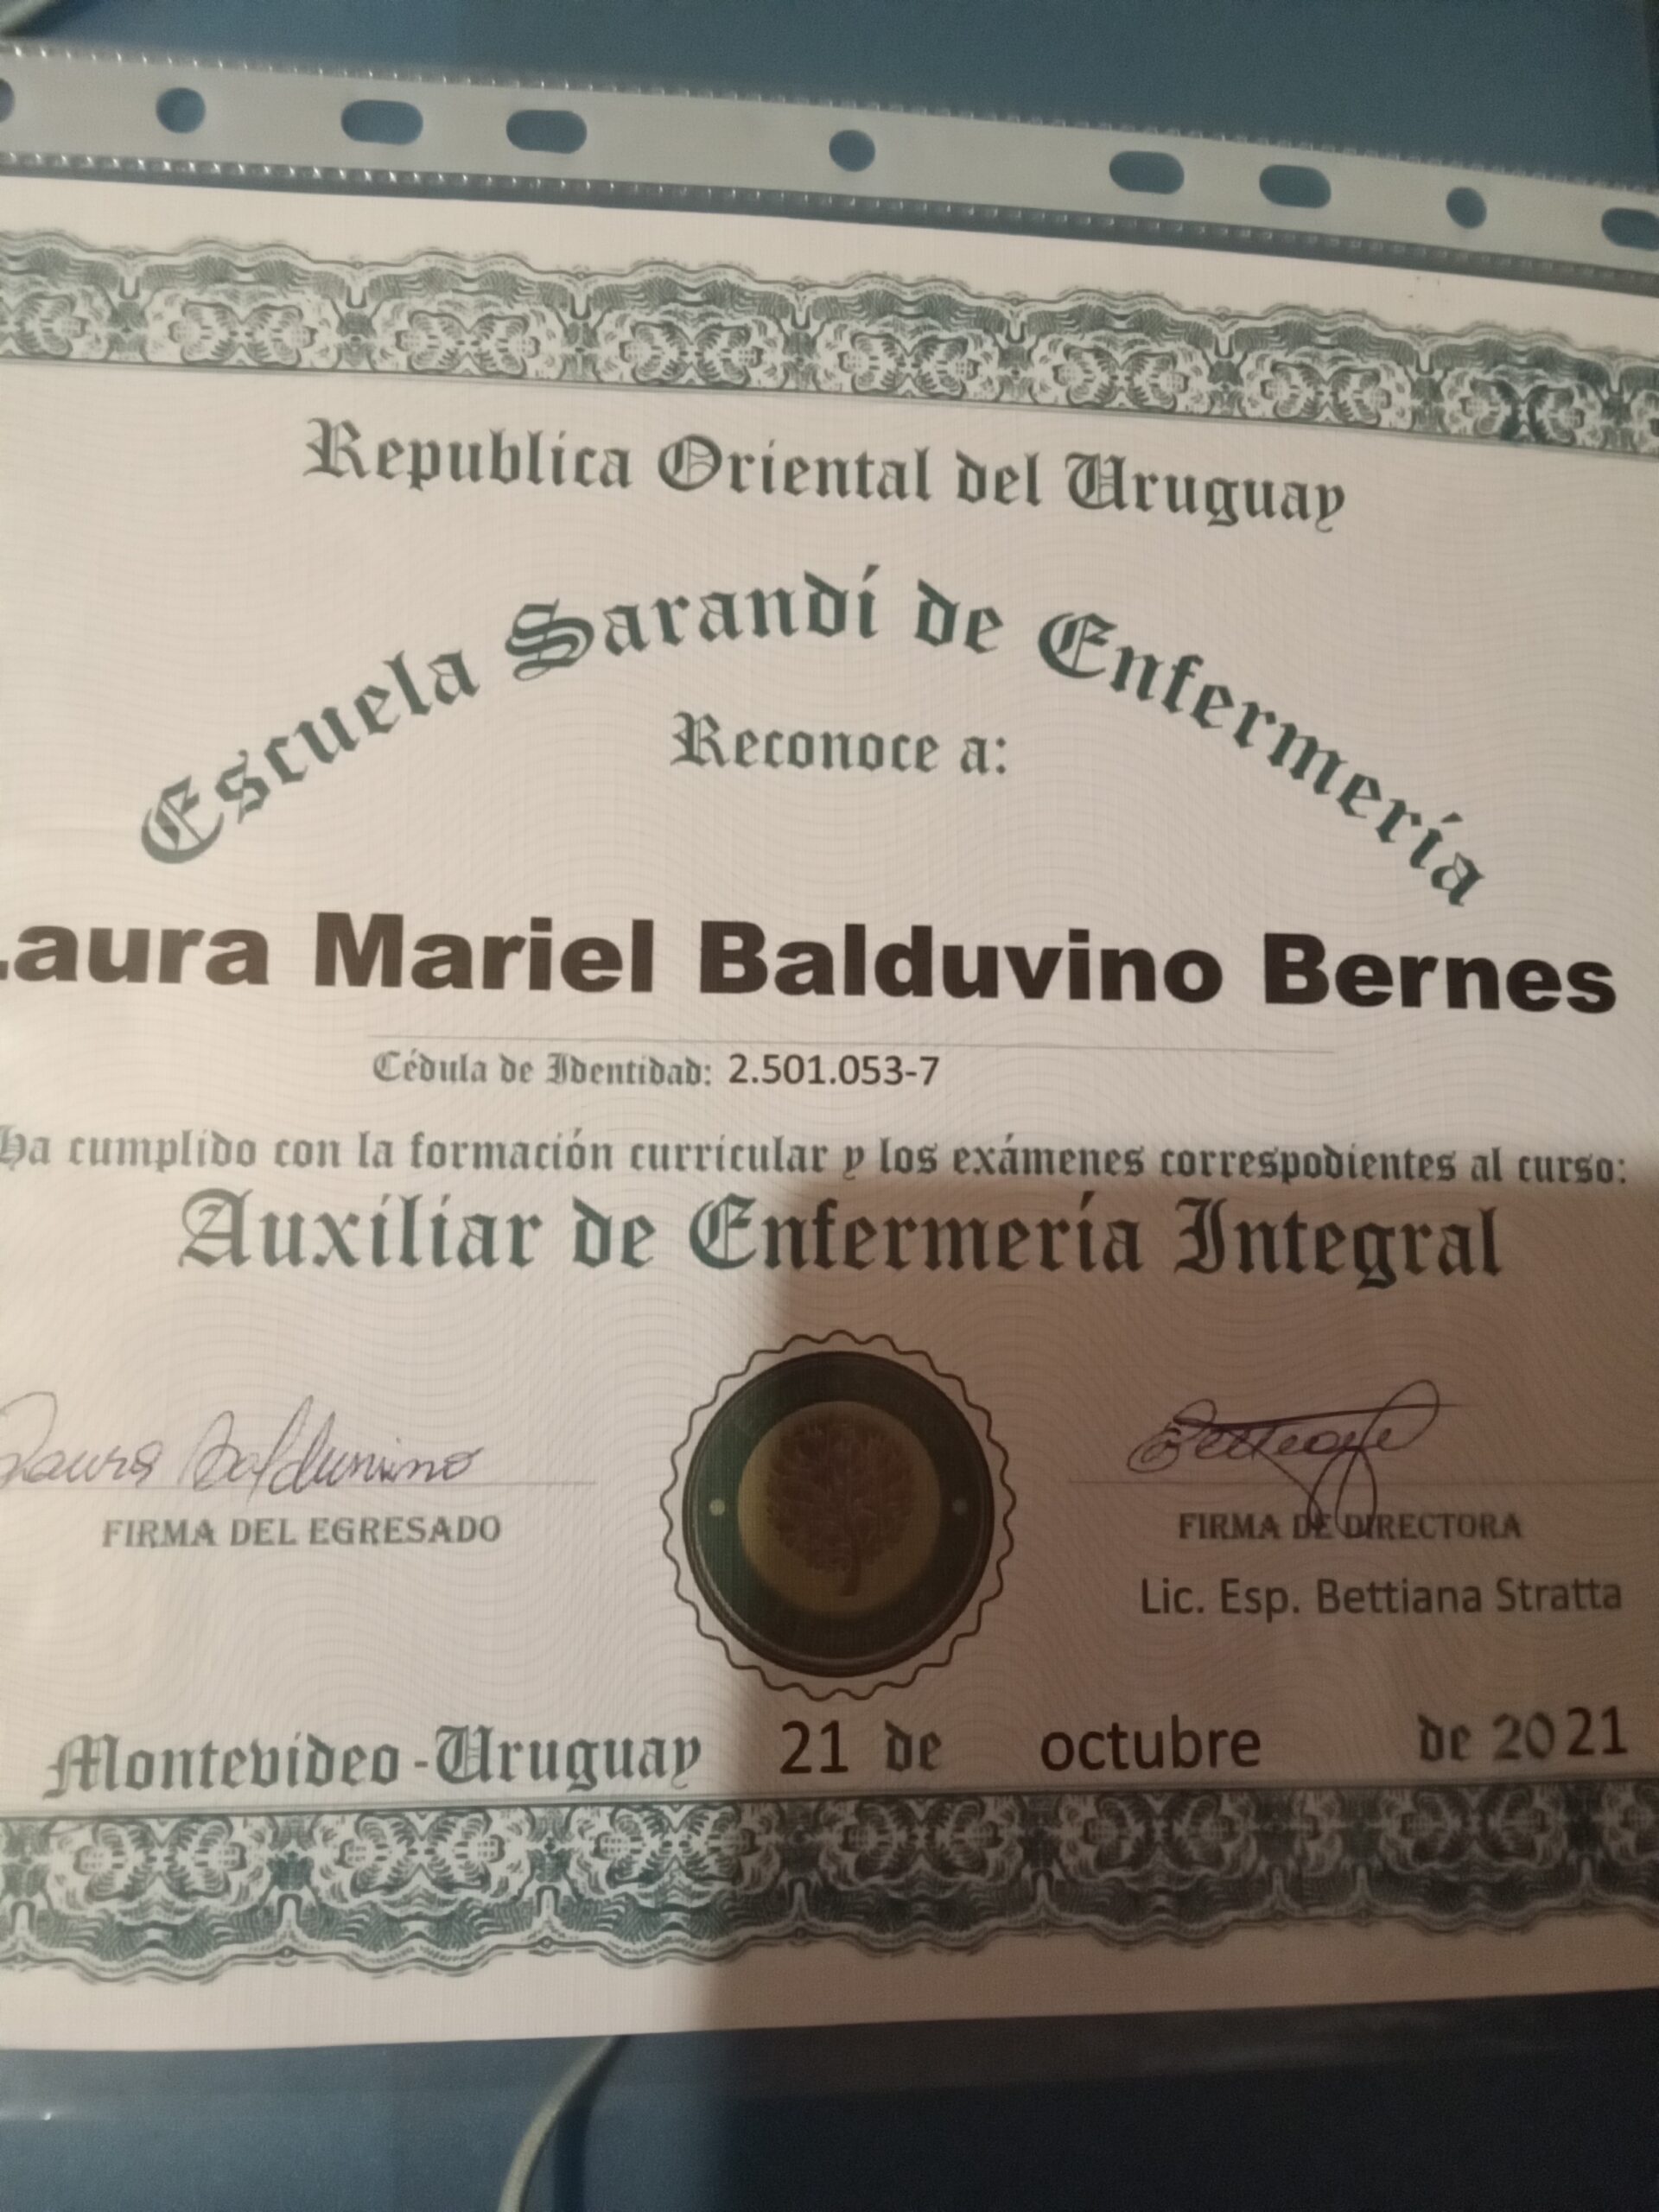 Republica Oriental del Uruguay
Escuela Sarandí de Enfermería
Reconoce a:
Laura Mariel Balduvino Bernes
Cédula de Identidad: 2.501.053-7
Ha cumplido con la formación curricular y los exámenes correspodientes al curso:
Auxiliar de Enfermería Integral
Laura Balduvino
FIRMA DEL EGRESADO
FIRMA DE DIRECTORA
Lic. Esp. Bettiana Stratta
Montevideo-Uruguay 21 de octubre de 2021